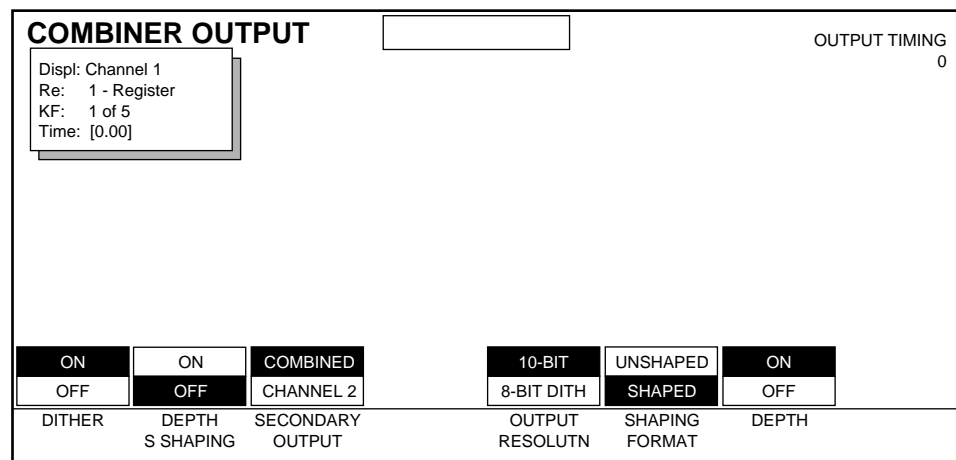 COMBINER OUTPUT
OUTPUT TIMING
0
Displ: Channel 1
Re: 1 - Register
KF: 1 of 5
Time: [0.00]
ON ON COMBINED 10-BIT UNSHAPED ON
OFF OFF CHANNEL 2 8-BIT DITH SHAPED OFF
DITHER DEPTH SECONDARY OUTPUT SHAPING DEPTH
S SHAPING OUTPUT RESOLUTN FORMAT